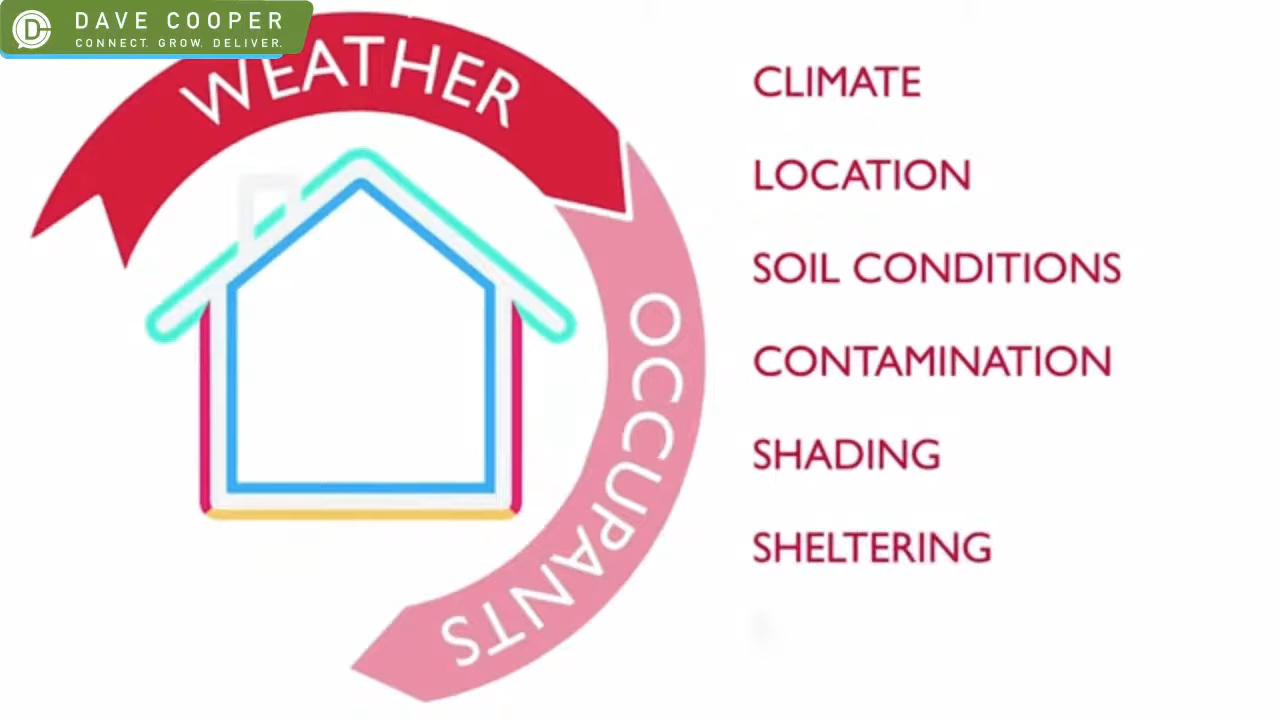 DAVE COOPER
CONNECT. GROW. DELIVER.
WEATHER
OCCUPANTS
CLIMATE
LOCATION
SOIL CONDITIONS
CONTAMINATION
SHADING
SHELTERING